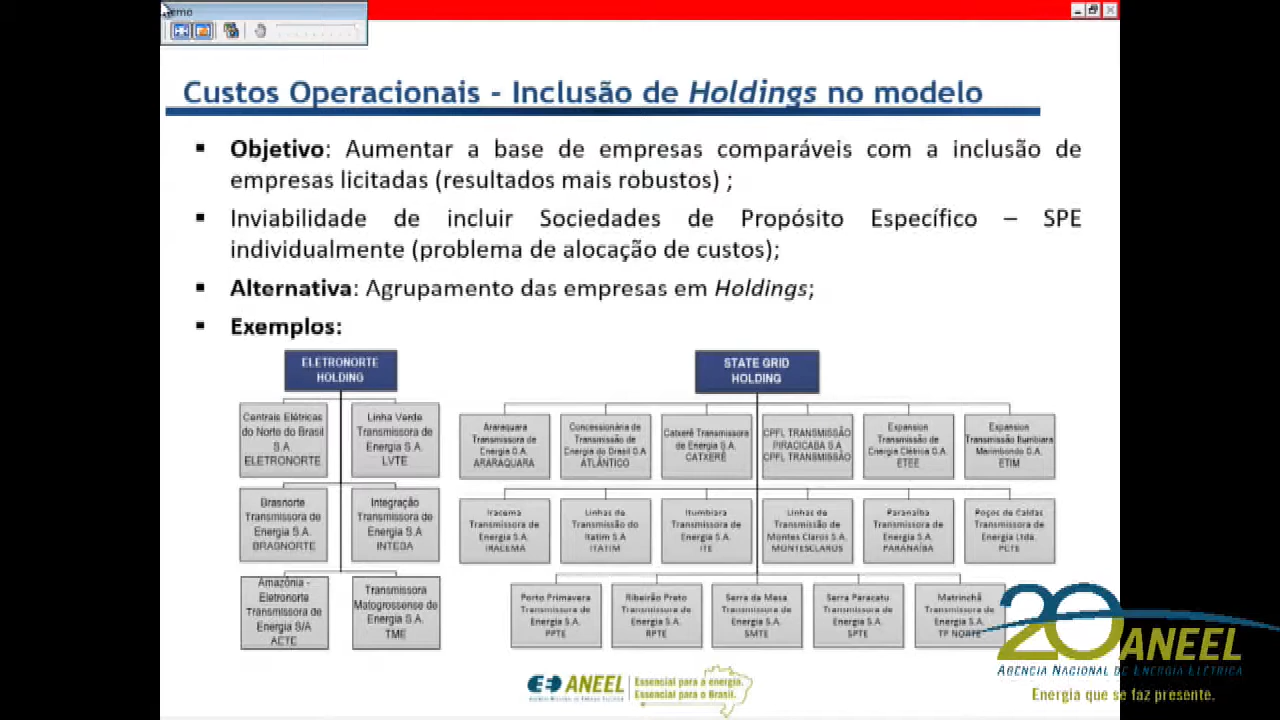 Custos Operacionais - Inclusão de Holdings no modelo
Objetivo: Aumentar a base de empresas comparáveis com a inclusão de
empresas licitadas (resultados mais robustos) ;
Inviabilidade de incluir Sociedades de Propósito Específico – SPE
individualmente (problema de alocação de custos);
Alternativa: Agrupamento das empresas em Holdings;
Exemplos:
ELETRONORTE
HOLDING
Centrais Elétricas
do Norte do Brasil
S.A.
ELETRONORTE
Linha Verde
Transmissora de
Energia S.A.
LVTE
Brasnorte
Transmissora de
Energia S.A.
BRASNORTE
Integração
Transmissora de
Energia S.A.
Amazônia -
Eletronorte
Transmissora de
Energia S/A
AETE
Transmissora
Matogrossense de
Energia S.A.
TME
STATE GRID
HOLDING
Araraquara
Transmissora de
Energia S.A.
ARARAQUARA
Concessionária de
Transmissão de
Energia do Brasil S.A.
ATLÂNTICO
Catxerê Transmissora
de Energia S.A.
CATXERÊ
CPFL TRANSMISSÃO
PIRACICABA S.A
CPFL TRANSMISSÃO
Expansion
Transmissão de
Energia Elétrica S.A.
ETEE
Expansion
Transmissão Itumbiara
Marimbondo S.A.
ETIM
Iracema
Transmissora de
Energia S.A.
IRACEMA
Linhas de
Transmissão do
Itatim S.A.
ITATIM
Itumbiara
Transmissora de
Energia S.A.
ITE
Linhas de
Transmissão de
Montes Claros S.A.
MONTESCLAROS
Paranaíba
Transmissora de
Energia S.A.
PARANAÍBA
Poços de Caldas
Transmissora de
Energia Ltda.
PCTE
Porto Primavera
Transmissora de
Energia S.A.
PPTE
Ribeirão Preto
Transmissora de
Energia S.A.
RPTE
Serra da Mesa
Transmissora de
Energia S.A.
SMTE
Serra Paracatu
Transmissora de
Energia S.A.
SPTE
Matrinchã
Transmissora de
Energia S.A.
TP NORTE
ANEEL
Essencial para a energia.
Essencial para o Brasil.
20 ANEEL
AGÊNCIA NACIONAL DE ENERGIA ELÉTRICA
Energia que se faz presente.